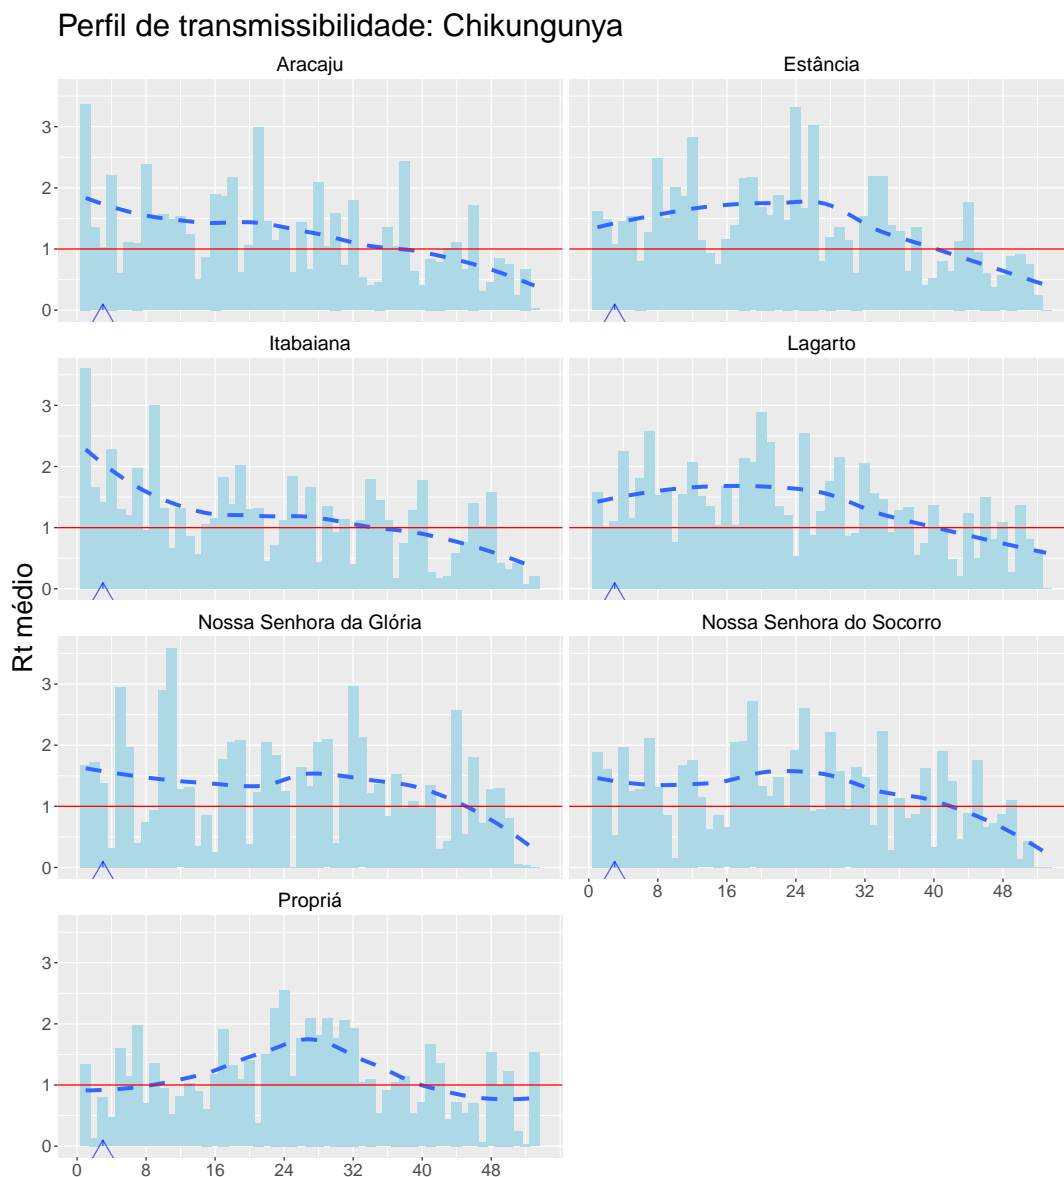 Perfil de transmissibilidade: Chikungunya
Aracaju
Estância
3
2
1
0
Itabaiana
Lagarto
3
2
1
0
Rt médio
Nossa Senhora da Glória
Nossa Senhora do Socorro
3
2
1
0
0 8 16 24 32 40 48
Propriá
3
2
1
0
0 8 16 24 32 40 48